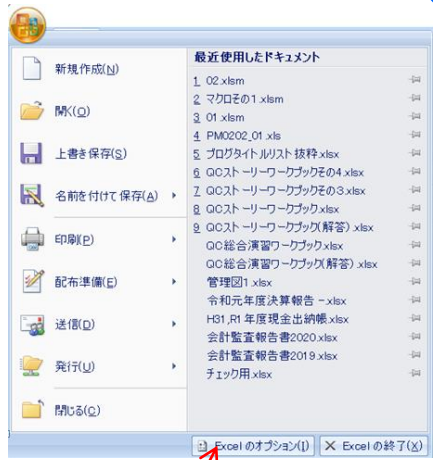 新規作成(N)
開く(O)
上書き保存(S)
名前を付けて保存(A)
印刷(P)
配布準備(E)
送信(D)
発行(U)
閉じる(C)
最近使用したドキュメント
1 02.xlsm
2 マクロその1.xlsm
3 01.xlsm
4 PM0202_01.xls
5 ブログタイトルリスト抜粋.xlsx
6 QCストーリーワークブックその4.xlsx
7 QCストーリーワークブックその3.xlsx
8 QCストーリーワークブック.xlsx
9 QCストーリーワークブック(解答).xlsx
QC総合演習ワークブック.xlsx
QC総合演習ワークブック(解答).xlsx
管理図1.xlsx
令和元年度決算報告-.xlsx
H31,R1年度現金出納帳.xlsx
会計監査報告書2020.xlsx
会計監査報告書2019.xlsx
チェック用.xlsx
Excel のオプション(I)
Excel の終了(X)